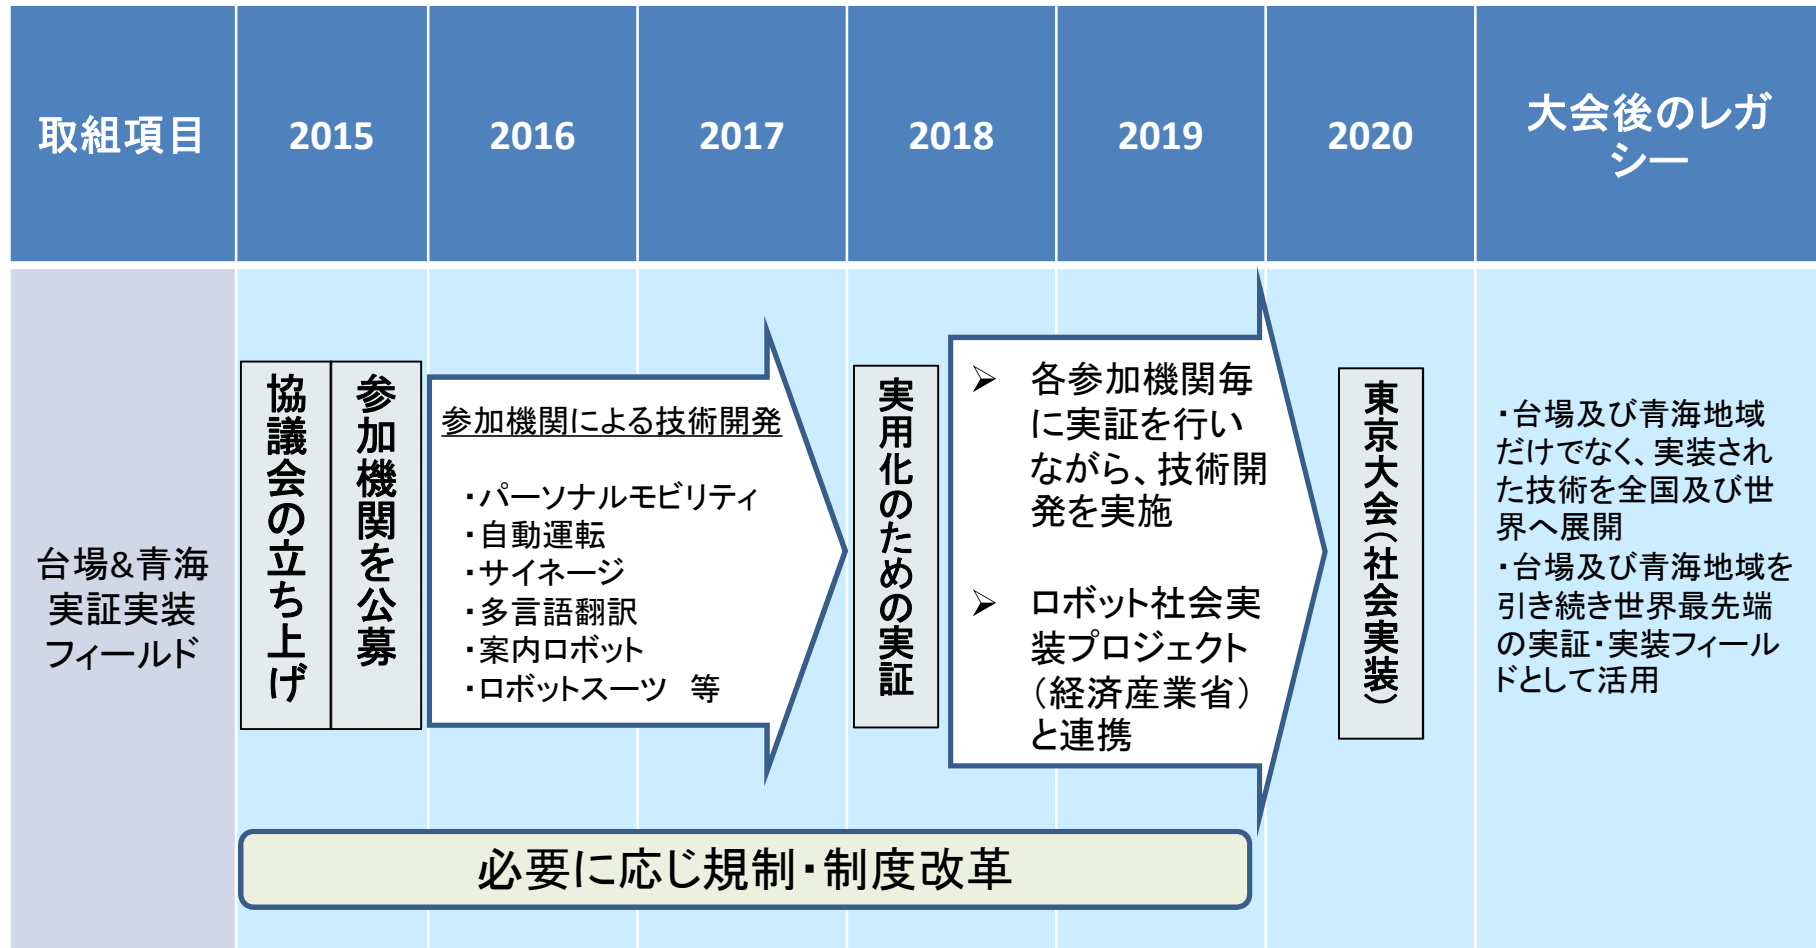 取組項目
2015
2016
2017
2018
2019
2020
大会後のレガ
シー
台場&青海
実証実装
フィールド
協議会の立ち上げ
参加機関を公募
参加機関による技術開発
・パーソナルモビリティ
・自動運転
・サイネージ
・多言語翻訳
・案内ロボット
・ロボットスーツ 等
実用化のための実証
➢ 各参加機関毎
に実証を行い
ながら、技術開
発を実施
➢ ロボット社会実
装プロジェクト
（経済産業省）
と連携
東京大会（社会実装）
・台場及び青海地域
だけでなく、実装され
た技術を全国及び世
界へ展開
・台場及び青海地域を
引き続き世界最先端
の実証・実装フィール
ドとして活用
必要に応じ規制・制度改革